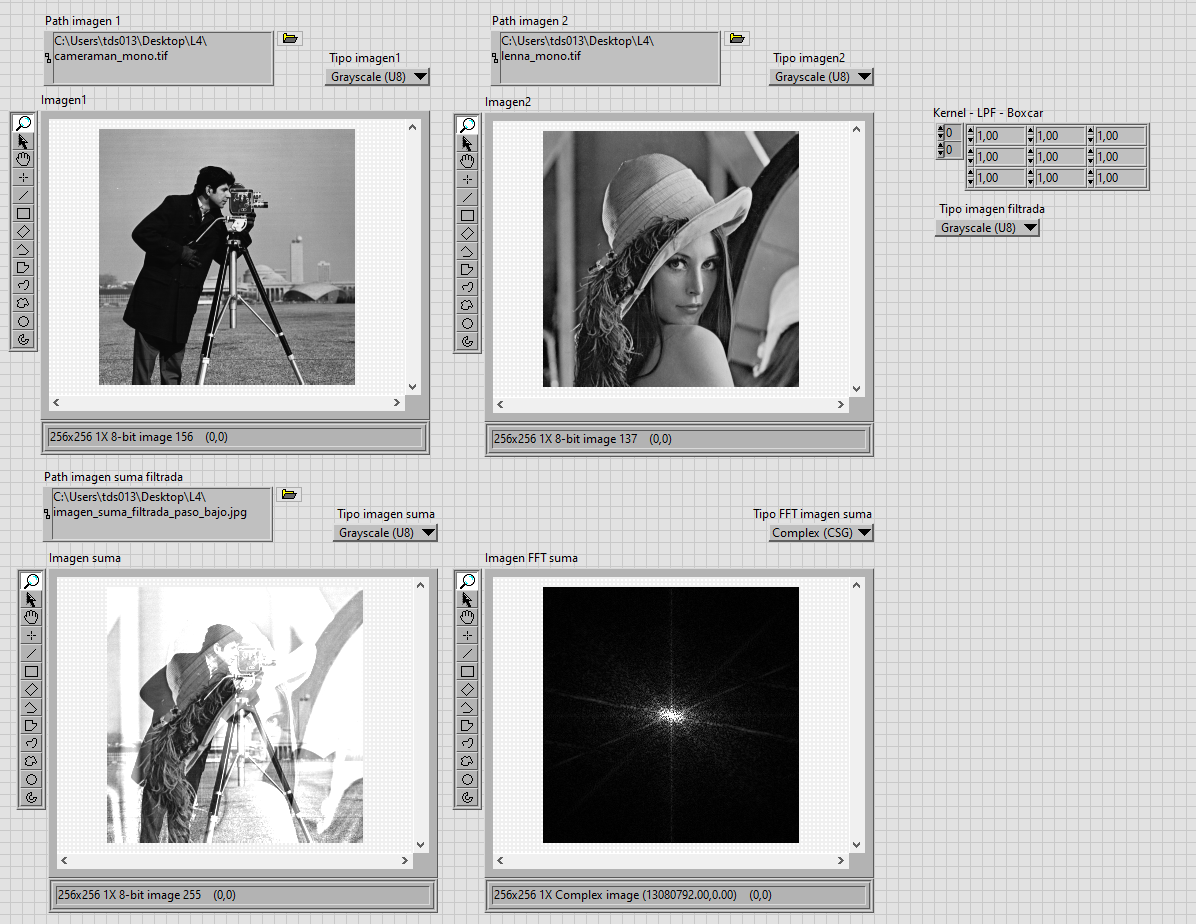 Path imagen 1
C:\Users\tds013\Desktop\L4\
cameraman_mono.tif
Tipo imagen1
Grayscale (U8)
Path imagen 2
C:\Users\tds013\Desktop\L4\
lenna_mono.tif
Tipo imagen2
Grayscale (U8)
Imagen1
256x256 1X 8-bit image 156 (0,0)
Imagen2
256x256 1X 8-bit image 137 (0,0)
Kernel - LPF - Boxcar
0 1,00 1,00 1,00
0 1,00 1,00 1,00
1,00 1,00 1,00
Tipo imagen filtrada
Grayscale (U8)
Path imagen suma filtrada
C:\Users\tds013\Desktop\L4\
imagen_suma_filtrada_paso_bajo.jpg
Tipo imagen suma
Grayscale (U8)
Tipo FFT imagen suma
Complex (CSG)
Imagen suma
256x256 1X 8-bit image 255 (0,0)
Imagen FFT suma
256x256 1X Complex image (13080792.00,0.00) (0,0)